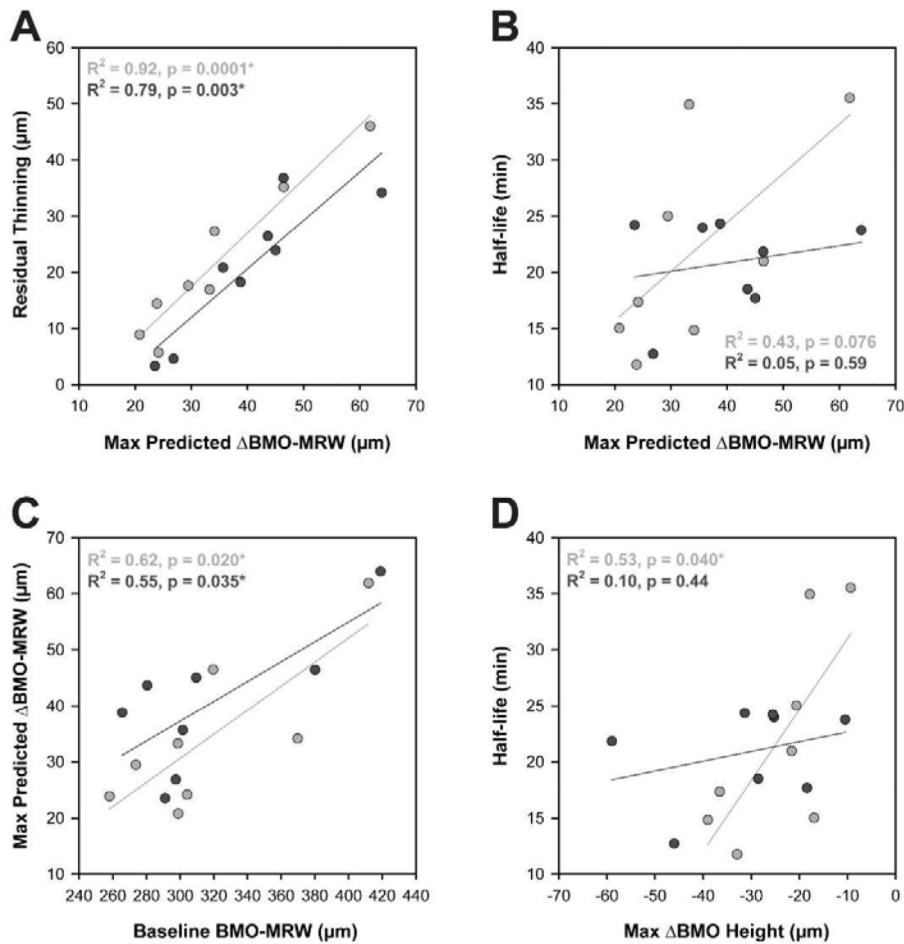 A
R² = 0.92, p = 0.0001*
R² = 0.79, p = 0.003*
Residual Thinning (µm)
60
50
40
30
20
10
0
10 20 30 40 50 60 70
Max Predicted ΔBMO-MRW (µm)
B
Half-life (min)
40
35
30
25
20
15
10
R² = 0.43, p = 0.076
R² = 0.05, p = 0.59
10 20 30 40 50 60 70
Max Predicted ΔBMO-MRW (µm)
C
R² = 0.62, p = 0.020*
R² = 0.55, p = 0.035*
Max Predicted ΔBMO-MRW (µm)
70
60
50
40
30
20
10
240 260 280 300 320 340 360 380 400 420 440
Baseline BMO-MRW (µm)
D
R² = 0.53, p = 0.040*
R² = 0.10, p = 0.44
Half-life (min)
40
35
30
25
20
15
10
-70 -60 -50 -40 -30 -20 -10 0
Max ΔBMO Height (µm)